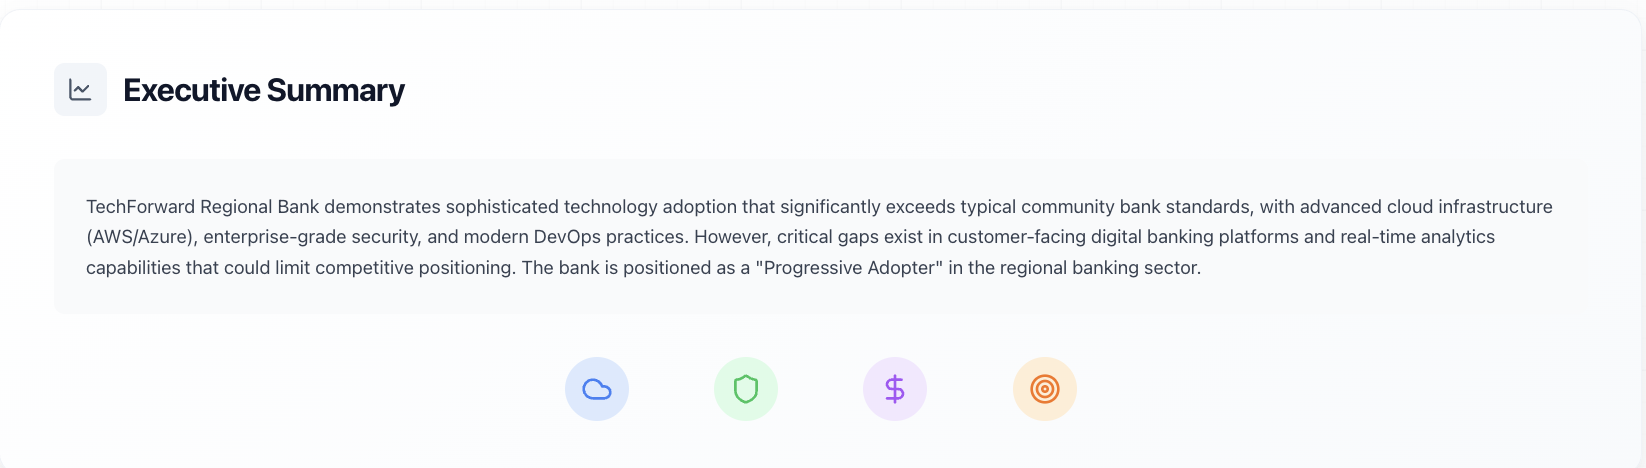 Executive Summary
TechForward Regional Bank demonstrates sophisticated technology adoption that significantly exceeds typical community bank standards, with advanced cloud infrastructure
(AWS/Azure), enterprise-grade security, and modern DevOps practices. However, critical gaps exist in customer-facing digital banking platforms and real-time analytics
capabilities that could limit competitive positioning. The bank is positioned as a "Progressive Adopter" in the regional banking sector.